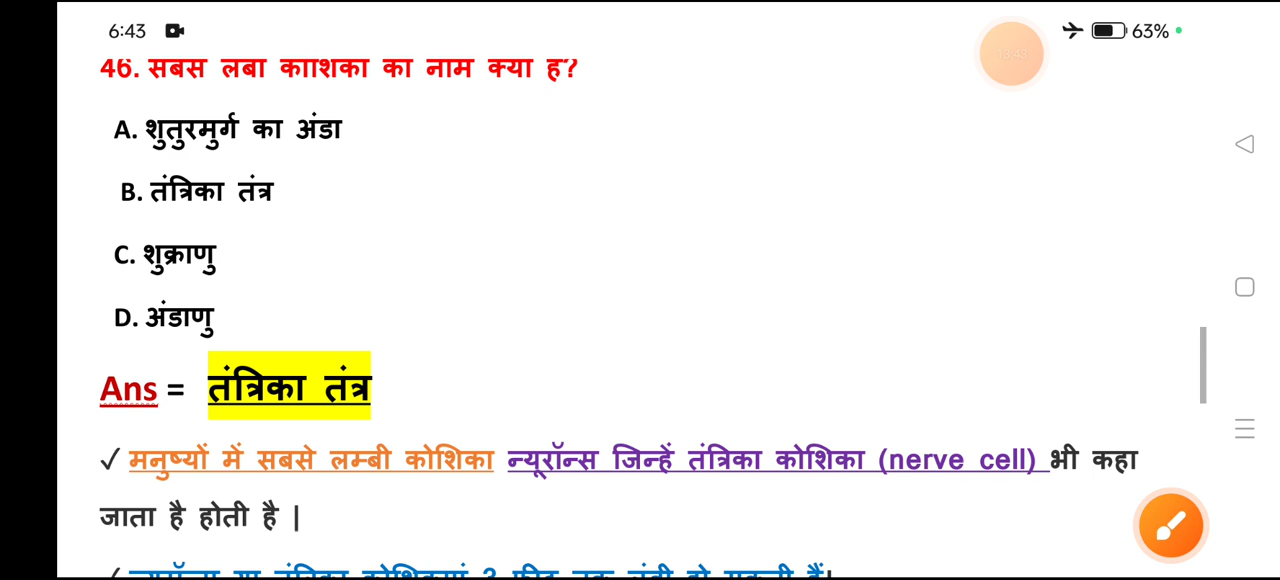 6:43
63%
46. सबस लबा काशिका का नाम क्या ह?
A. शुतुरमुर्ग का अंडा
B. तंत्रिका तंत्र
C. शुक्राणु
D. अंडाणु
Ans = तंत्रिका तंत्र
✓ मनुष्यों में सबसे लम्बी कोशिका न्यूरॉन्स जिन्हें तंत्रिका कोशिका (nerve cell) भी कहा
जाता है होती है |